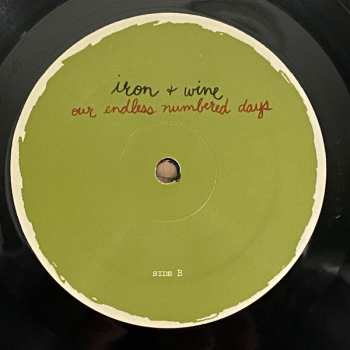 iron + wine
our endless numbered days
SIDE B